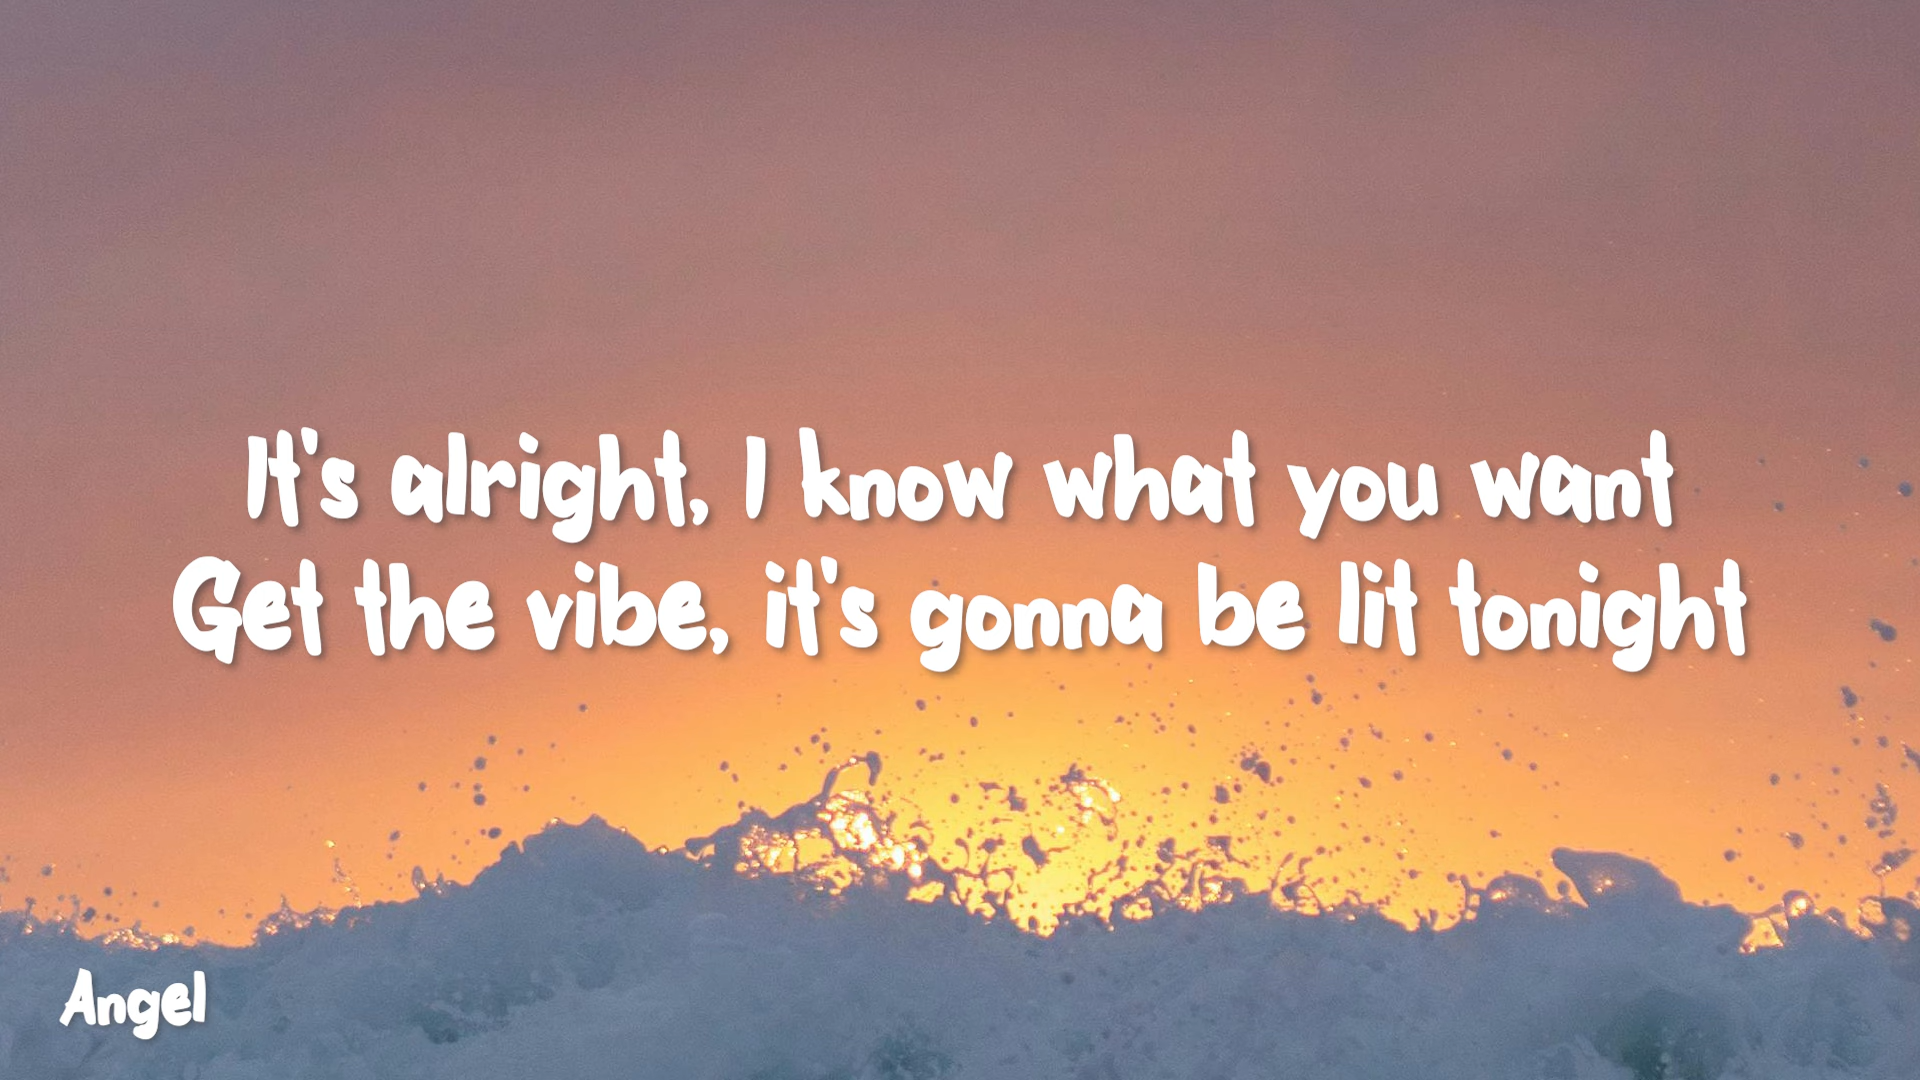 It's alright, I know what you want
Get the vibe, it's gonna be lit tonight
Angel